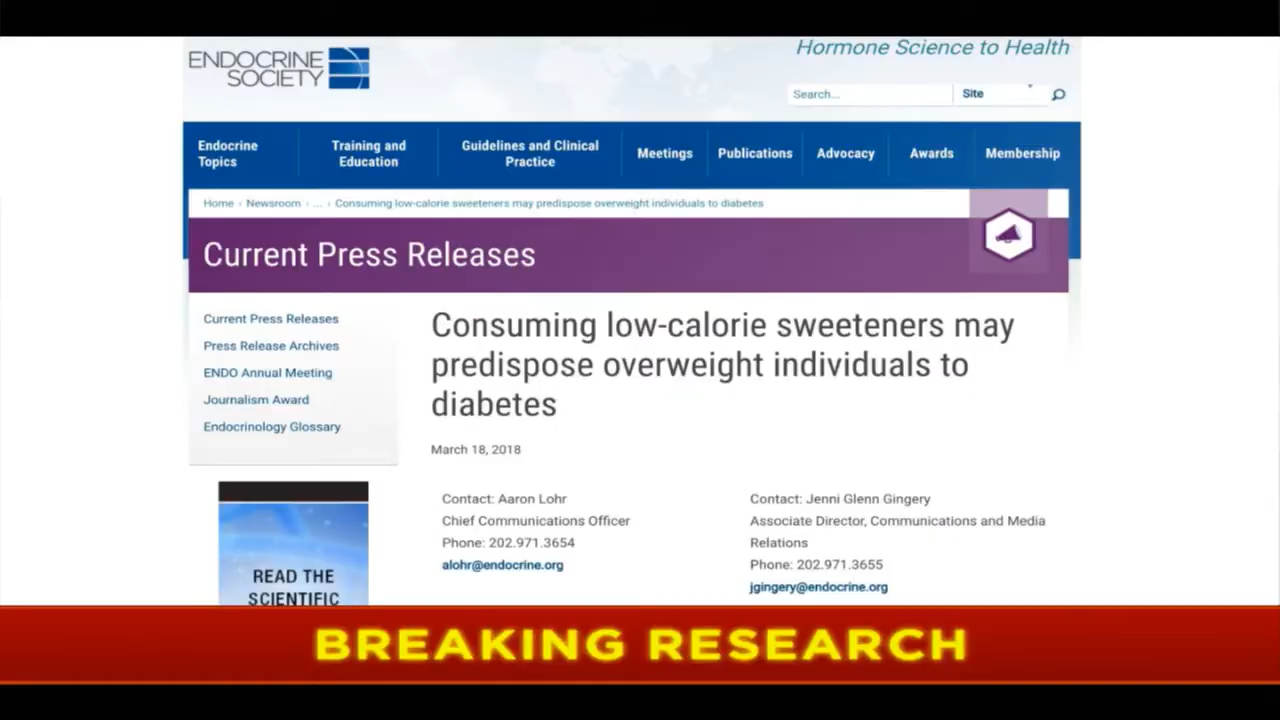 ENDOCRINE
SOCIETY
Hormone Science to Health
Search...
Site
Endocrine
Topics
Training and
Education
Guidelines and Clinical
Practice
Meetings
Publications
Advocacy
Awards
Membership
Home › Newsroom › ... › Consuming low-calorie sweeteners may predispose overweight individuals to diabetes
Current Press Releases
Current Press Releases
Press Release Archives
ENDO Annual Meeting
Journalism Award
Endocrinology Glossary
READ THE
SCIENTIFIC
Consuming low-calorie sweeteners may
predispose overweight individuals to
diabetes
March 18, 2018
Contact: Aaron Lohr
Chief Communications Officer
Phone: 202.971.3654
alohr@endocrine.org
Contact: Jenni Glenn Gingery
Associate Director, Communications and Media
Relations
Phone: 202.971.3655
jgingery@endocrine.org
BREAKING RESEARCH